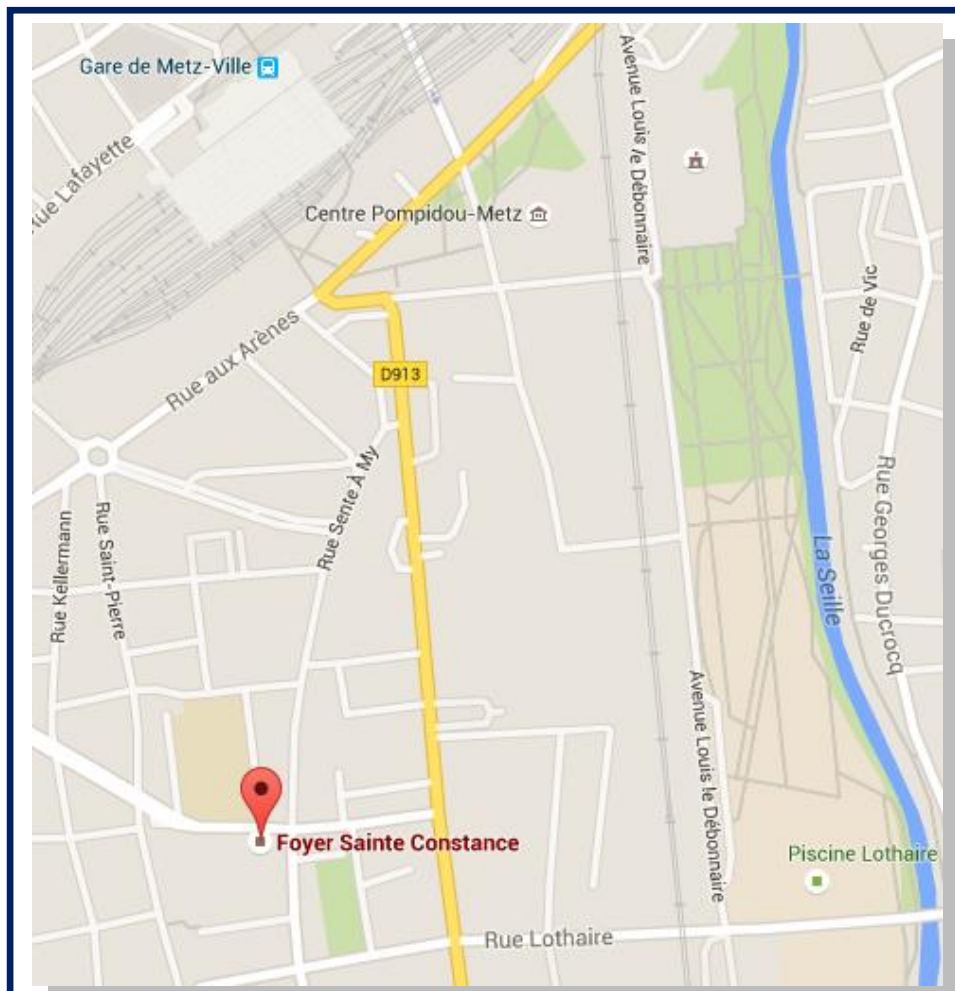 Gare de Metz-Ville
Rue Lafayette
Avenue Louis le Débonnaire
Centre Pompidou-Metz
Rue de Vic
Rue aux Arènes
D913
Rue Sente À My
Rue Georges Ducrocq
Rue Kellermann
Rue Saint-Pierre
La Seille
Avenue Louis le Débonnaire
Foyer Sainte Constance
Piscine Lothaire
Rue Lothaire